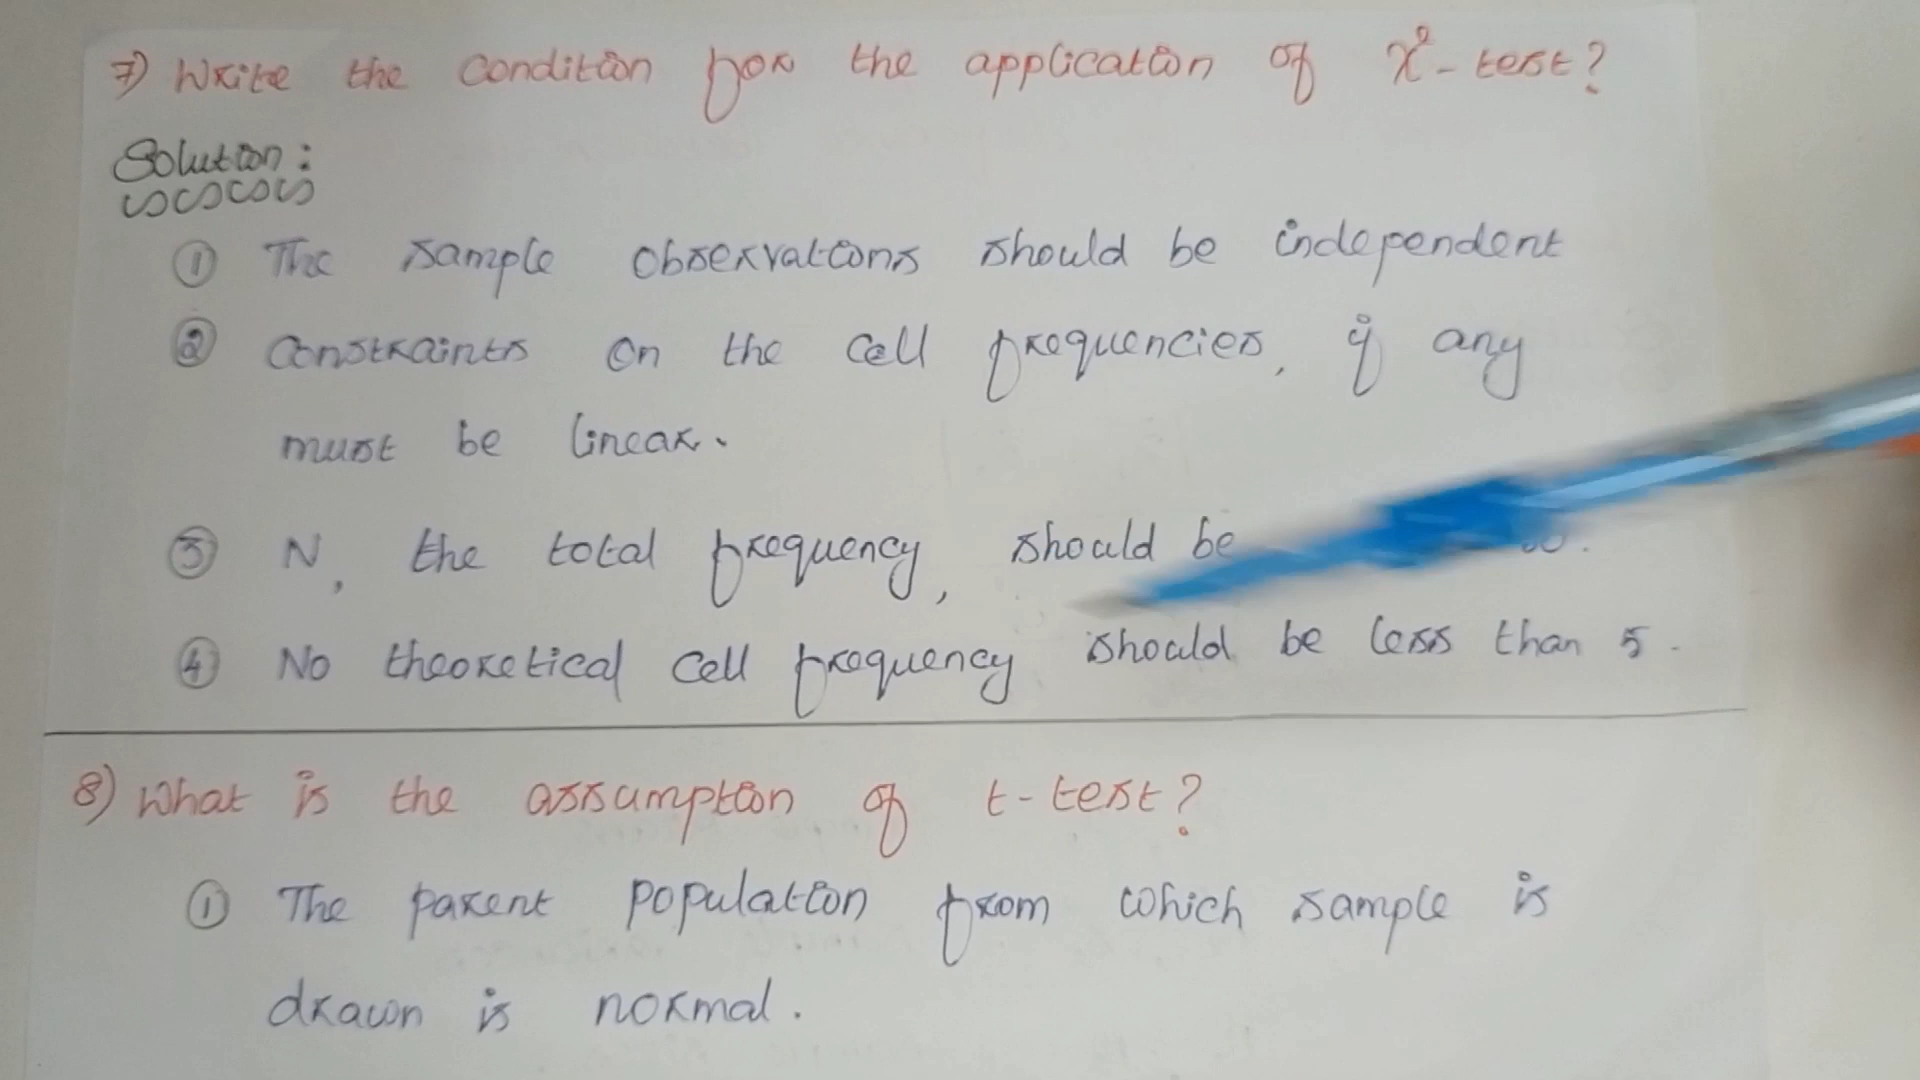 7) Write the condition for the application of χ²-test?
Solution:
① The sample observations should be independent
② Constraints on the cell frequencies, if any
must be linear.
③ N, the total frequency, should be
④ No theoretical cell frequency should be less than 5.
8) What is the assumption of t-test?
① The parent population from which sample is
drawn is normal.